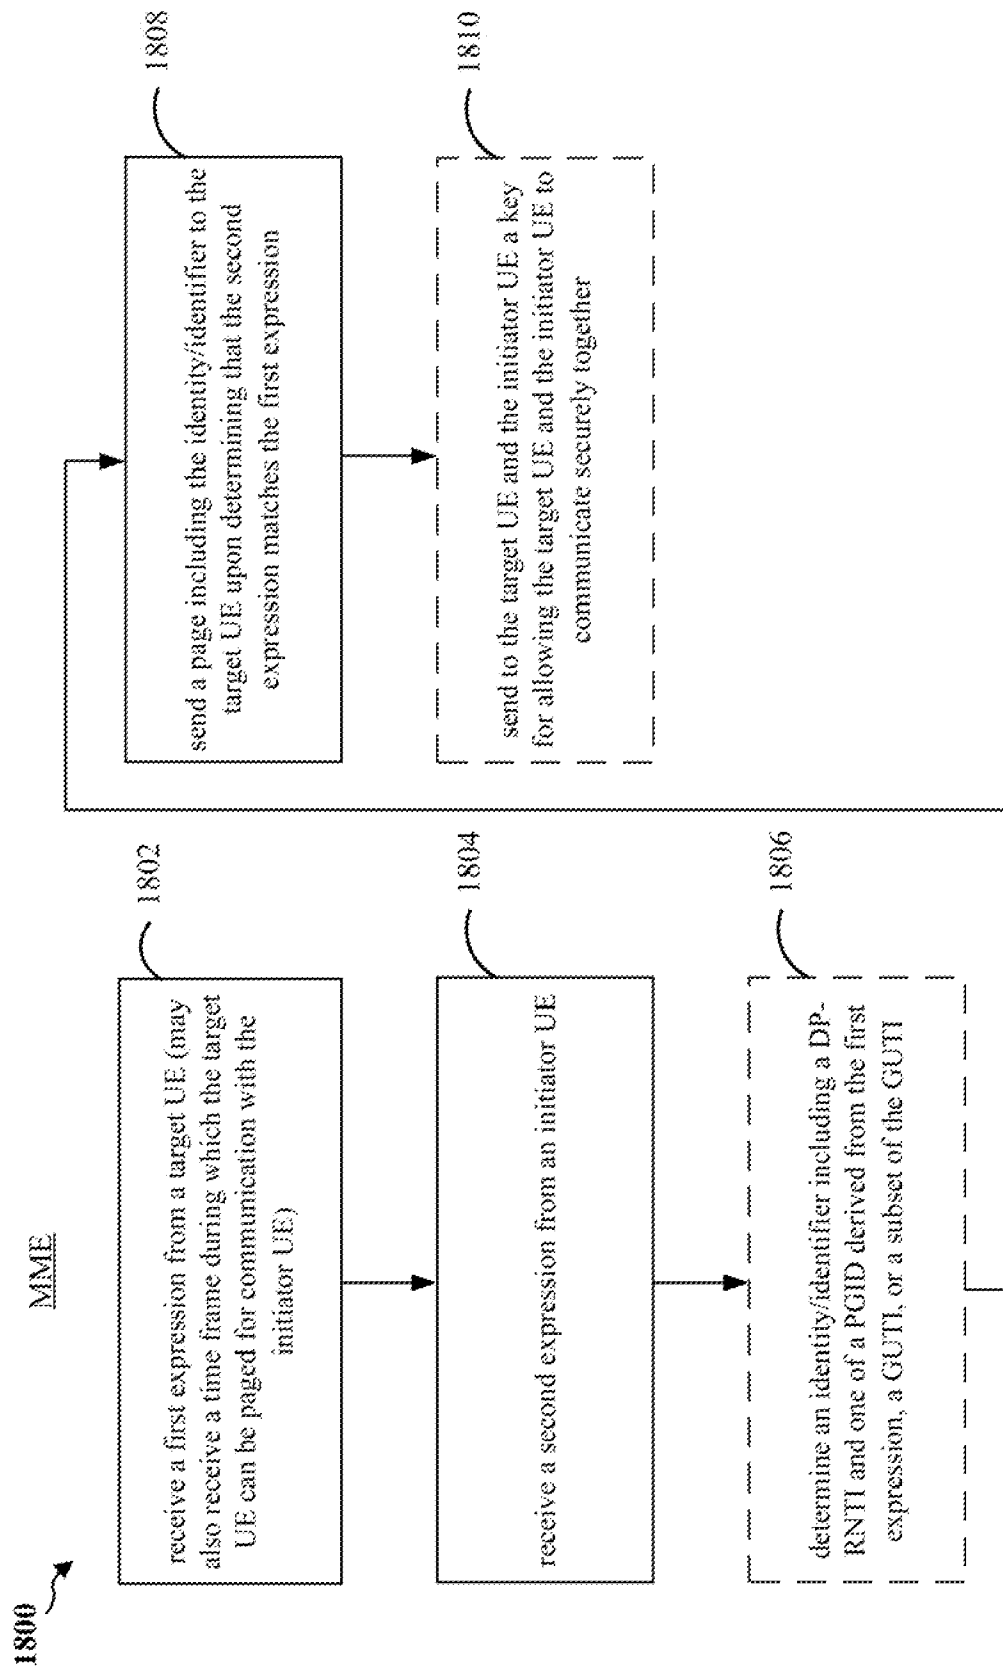 1800
MME
1802
receive a first expression from a target UE (may
also receive a time frame during which the target
UE can be paged for communication with the
initiator UE)
1804
receive a second expression from an initiator UE
1806
determine an identity/identifier including a DP-
RNTI and one of a PGID derived from the first
expression, a GUTI, or a subset of the GUTI
1808
send a page including the identity/identifier to the
target UE upon determining that the second
expression matches the first expression
1810
send to the target UE and the initiator UE a key
for allowing the target UE and the initiator UE to
communicate securely together